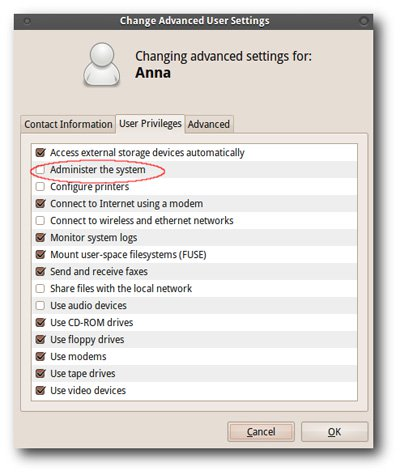 Change Advanced User Settings
Changing advanced settings for:
Anna
Contact Information User Privileges Advanced
Access external storage devices automatically
Administer the system
Configure printers
Connect to Internet using a modem
Connect to wireless and ethernet networks
Monitor system logs
Mount user-space filesystems (FUSE)
Send and receive faxes
Share files with the local network
Use audio devices
Use CD-ROM drives
Use floppy drives
Use modems
Use tape drives
Use video devices
Cancel OK